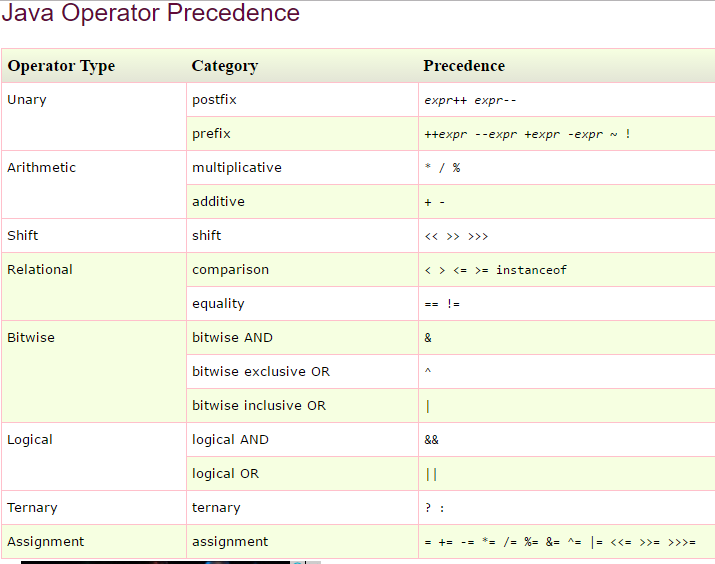 Java Operator Precedence
Operator Type Category Precedence
Unary postfix expr++ expr--
prefix ++expr --expr +expr -expr ~ !
Arithmetic multiplicative * / %
additive + -
Shift shift << >> >>>
Relational comparison < > <= >= instanceof
equality == !=
Bitwise bitwise AND &
bitwise exclusive OR ^
bitwise inclusive OR |
Logical logical AND &&
logical OR ||
Ternary ternary ? :
Assignment assignment = += -= *= /= %= &= ^= |= <<= >>= >>>=